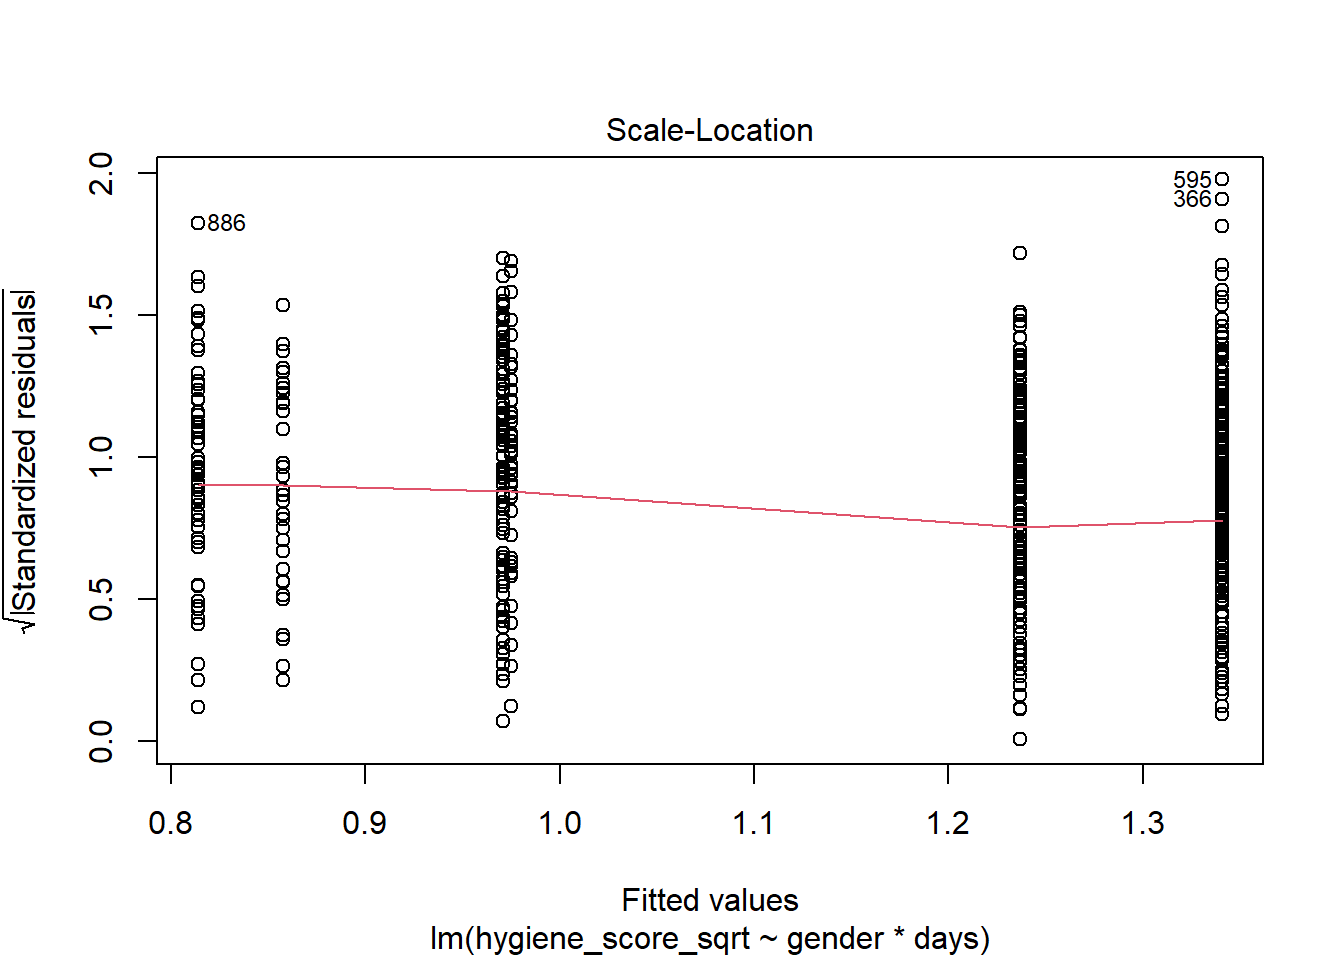 Scale-Location
2.0
1.5
1.0
0.5
0.0
√|Standardized residuals|
886
595
366
0.8 0.9 1.0 1.1 1.2 1.3
Fitted values
lm(hygiene_score_sqrt ~ gender * days)